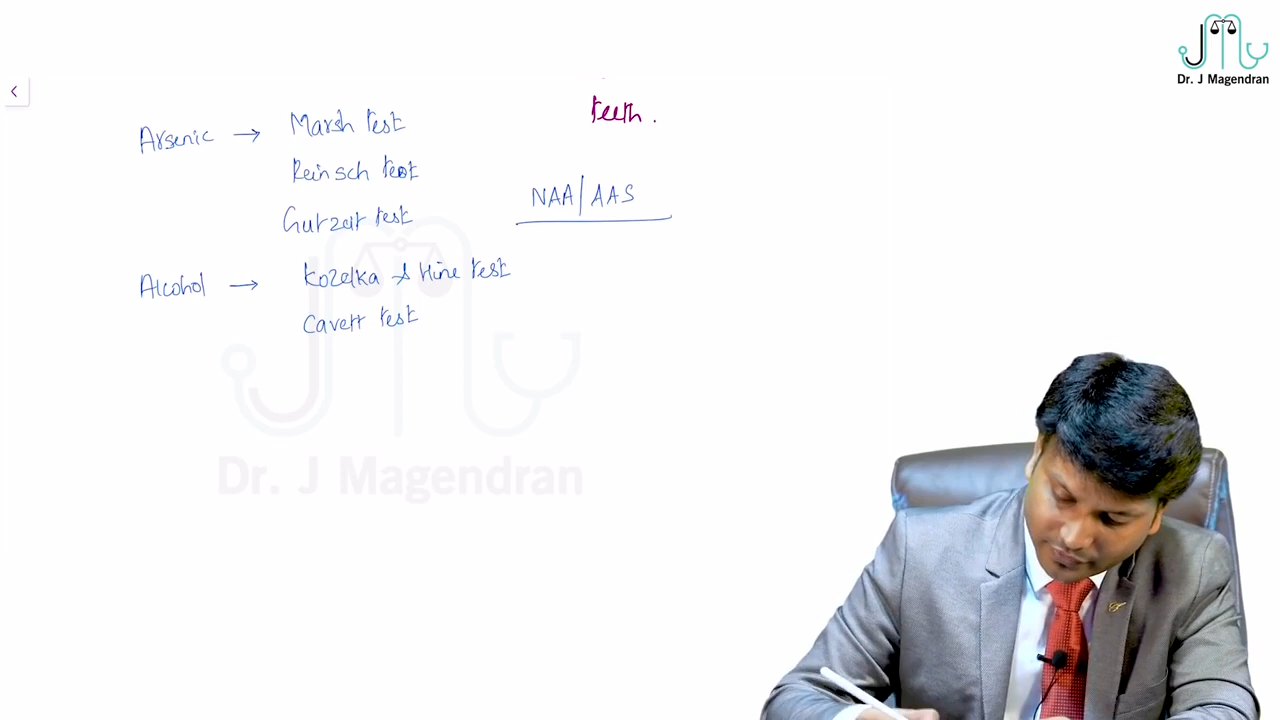 Dr. J Magendran
<
teeth.
Arsenic → Marsh test
Reinsch test
NAA/AAS
Gutzeit test
Alcohol → Kozelka & Hine test
Cavett test
Dr. J Magendran